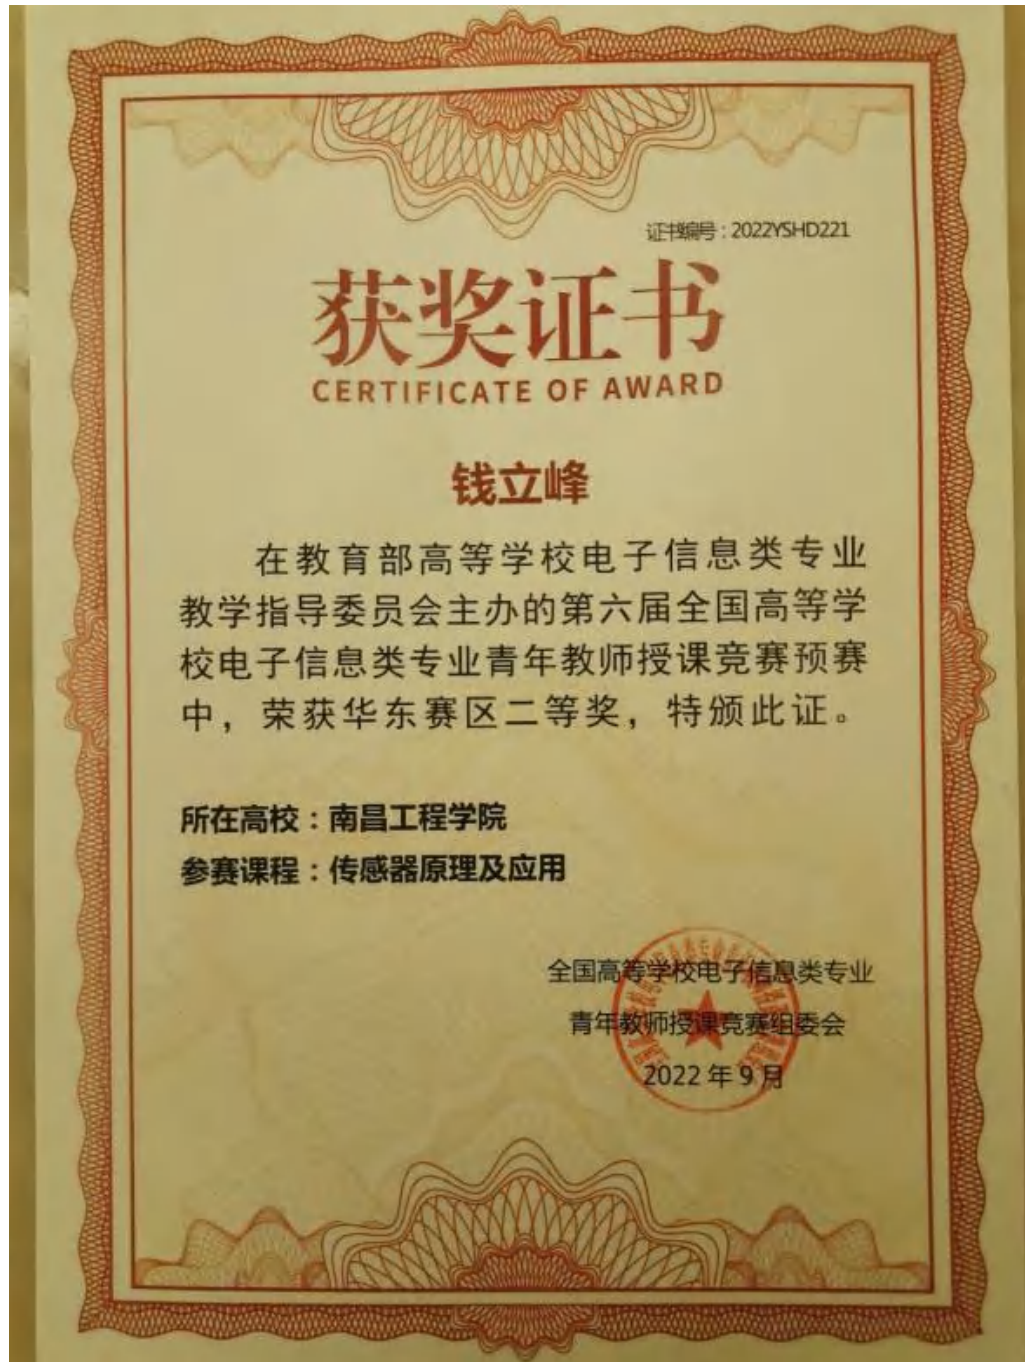 证书编号：2022YSHD221
获奖证书
CERTIFICATE OF AWARD
钱立峰
在教育部高等学校电子信息类专业
教学指导委员会主办的第六届全国高等学
校电子信息类专业青年教师授课竞赛预赛
中，荣获华东赛区二等奖，特颁此证。
所在高校：南昌工程学院
参赛课程：传感器原理及应用
全国高等学校电子信息类专业
青年教师授课竞赛组委会
2022 年 9 月